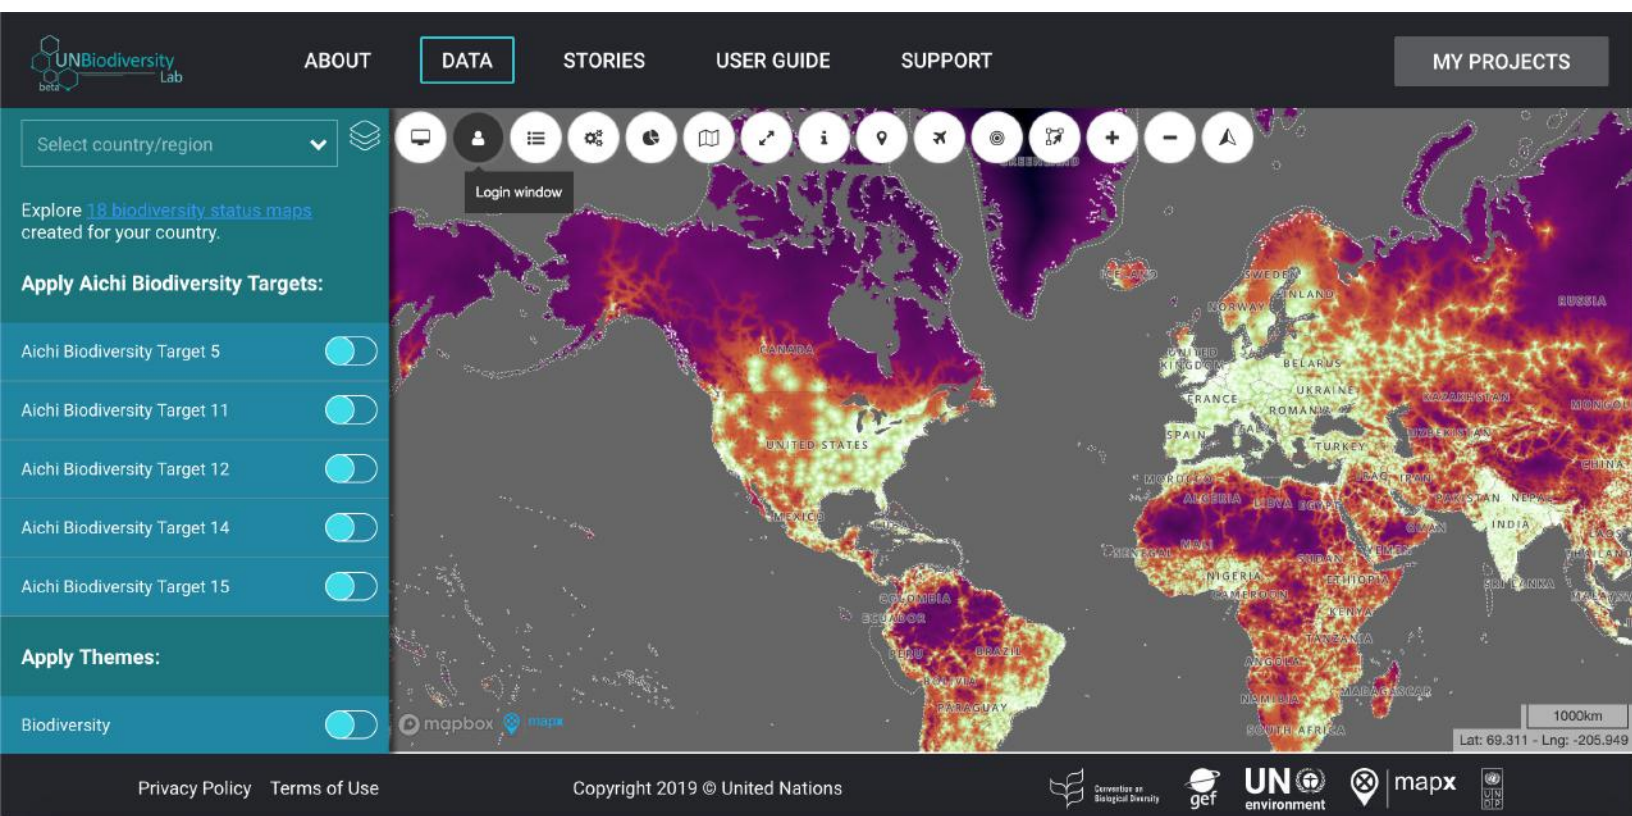 UNBiodiversity
Lab
beta
ABOUT
DATA
STORIES
USER GUIDE
SUPPORT
MY PROJECTS
Select country/region
Login window
Explore 18 biodiversity status maps
created for your country.
Apply Aichi Biodiversity Targets:
Aichi Biodiversity Target 5
Aichi Biodiversity Target 11
Aichi Biodiversity Target 12
Aichi Biodiversity Target 14
Aichi Biodiversity Target 15
Apply Themes:
Biodiversity
GREENLAND
ICELAND
SWEDEN
NORWAY
FINLAND
RUSSIA
CANADA
UNITED
KINGDOM
BELARUS
UKRAINE
FRANCE
ROMANIA
KAZAKHSTAN
MONGOL
UNITED STATES
SPAIN
ITALY
TURKEY
UZBEKISTAN
CHINA
MOROCCO
IRAQ
IRAN
ALGERIA
LIBYA
EGYPT
PAKISTAN
NEPAL
MEXICO
CUBA
OMAN
INDIA
LAOS
SENEGAL
MALI
SUDAN
YEMEN
THAILAND
NIGERIA
ETHIOPIA
SRI LANKA
MALAYSIA
CAMEROON
COLOMBIA
ECUADOR
KENYA
PERU
BRAZIL
TANZANIA
ANGOLA
BOLIVIA
NAMIBIA
MADAGASCAR
PARAGUAY
SOUTH AFRICA
mapbox
mapx
1000km
Lat: 69.311 - Lng: -205.949
Privacy Policy
Terms of Use
Copyright 2019 © United Nations
Convention on
Biological Diversity
gef
UN
environment
mapx
U N
D P